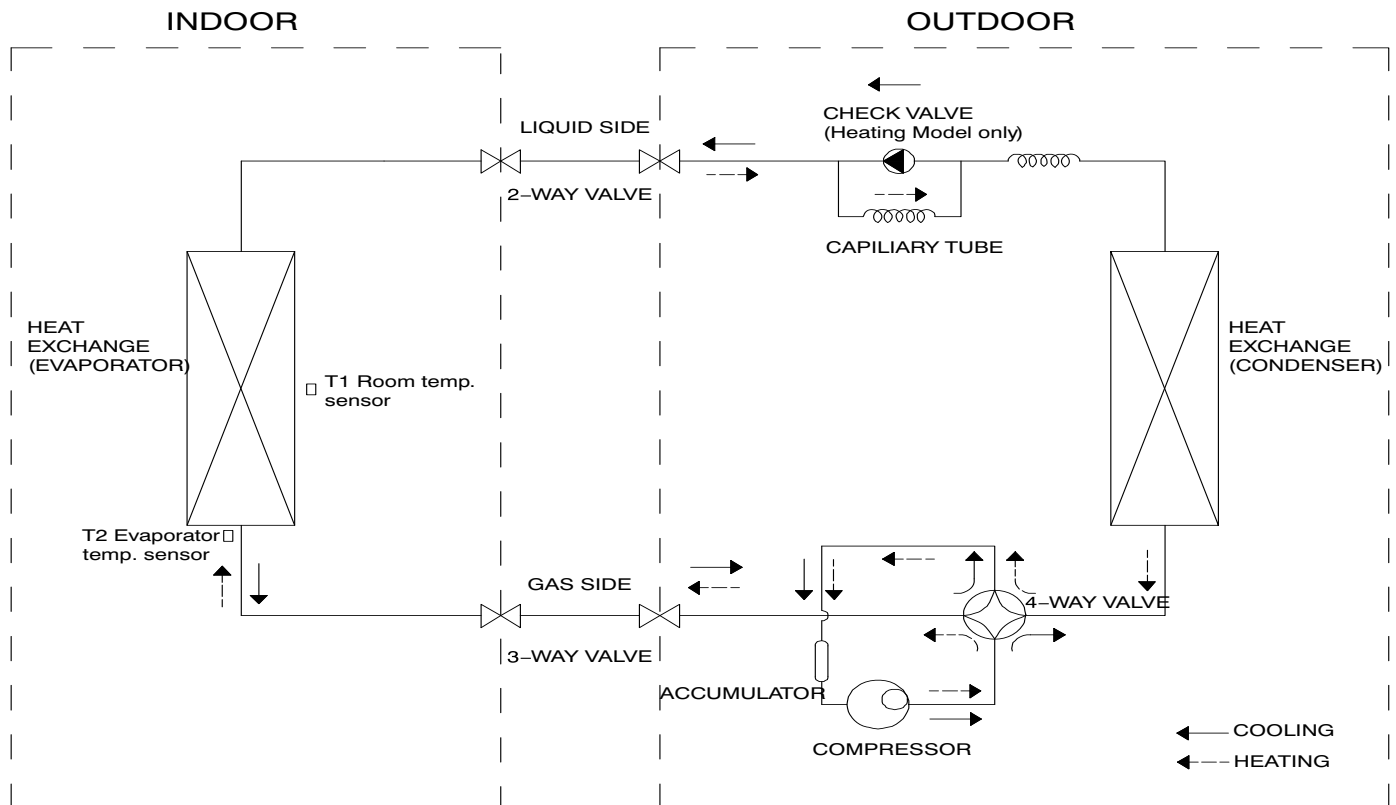 INDOOR
OUTDOOR
CHECK VALVE
(Heating Model only)
LIQUID SIDE
2-WAY VALVE
CAPILIARY TUBE
HEAT
EXCHANGE
(EVAPORATOR)
T1 Room temp.
sensor
HEAT
EXCHANGE
(CONDENSER)
T2 Evaporator
temp. sensor
GAS SIDE
3-WAY VALVE
4-WAY VALVE
ACCUMULATOR
COMPRESSOR
COOLING
HEATING